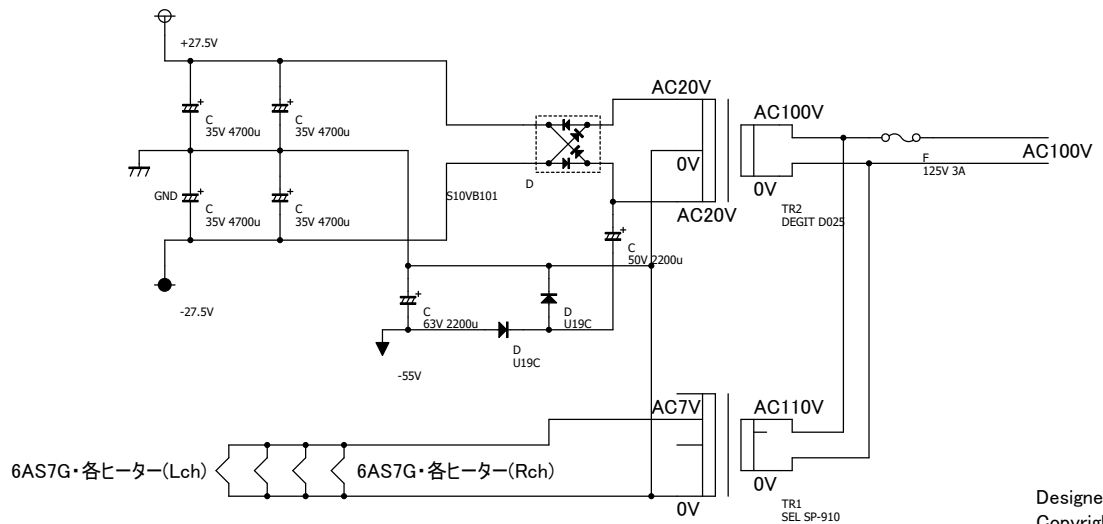 +27.5V
C
35V 4700u
C
35V 4700u
GND
C
35V 4700u
C
35V 4700u
-27.5V
S10VB101
D
AC20V
0V
AC20V
AC100V
0V
TR2
DEGIT D025
F
125V 3A
AC100V
C
50V 2200u
C
63V 2200u
D
U19C
D
U19C
-55V
AC7V
0V
AC110V
0V
TR1
SEL SP-910
6AS7G・各ヒーター(Lch)
6AS7G・各ヒーター(Rch)
Designe
Copyrigh